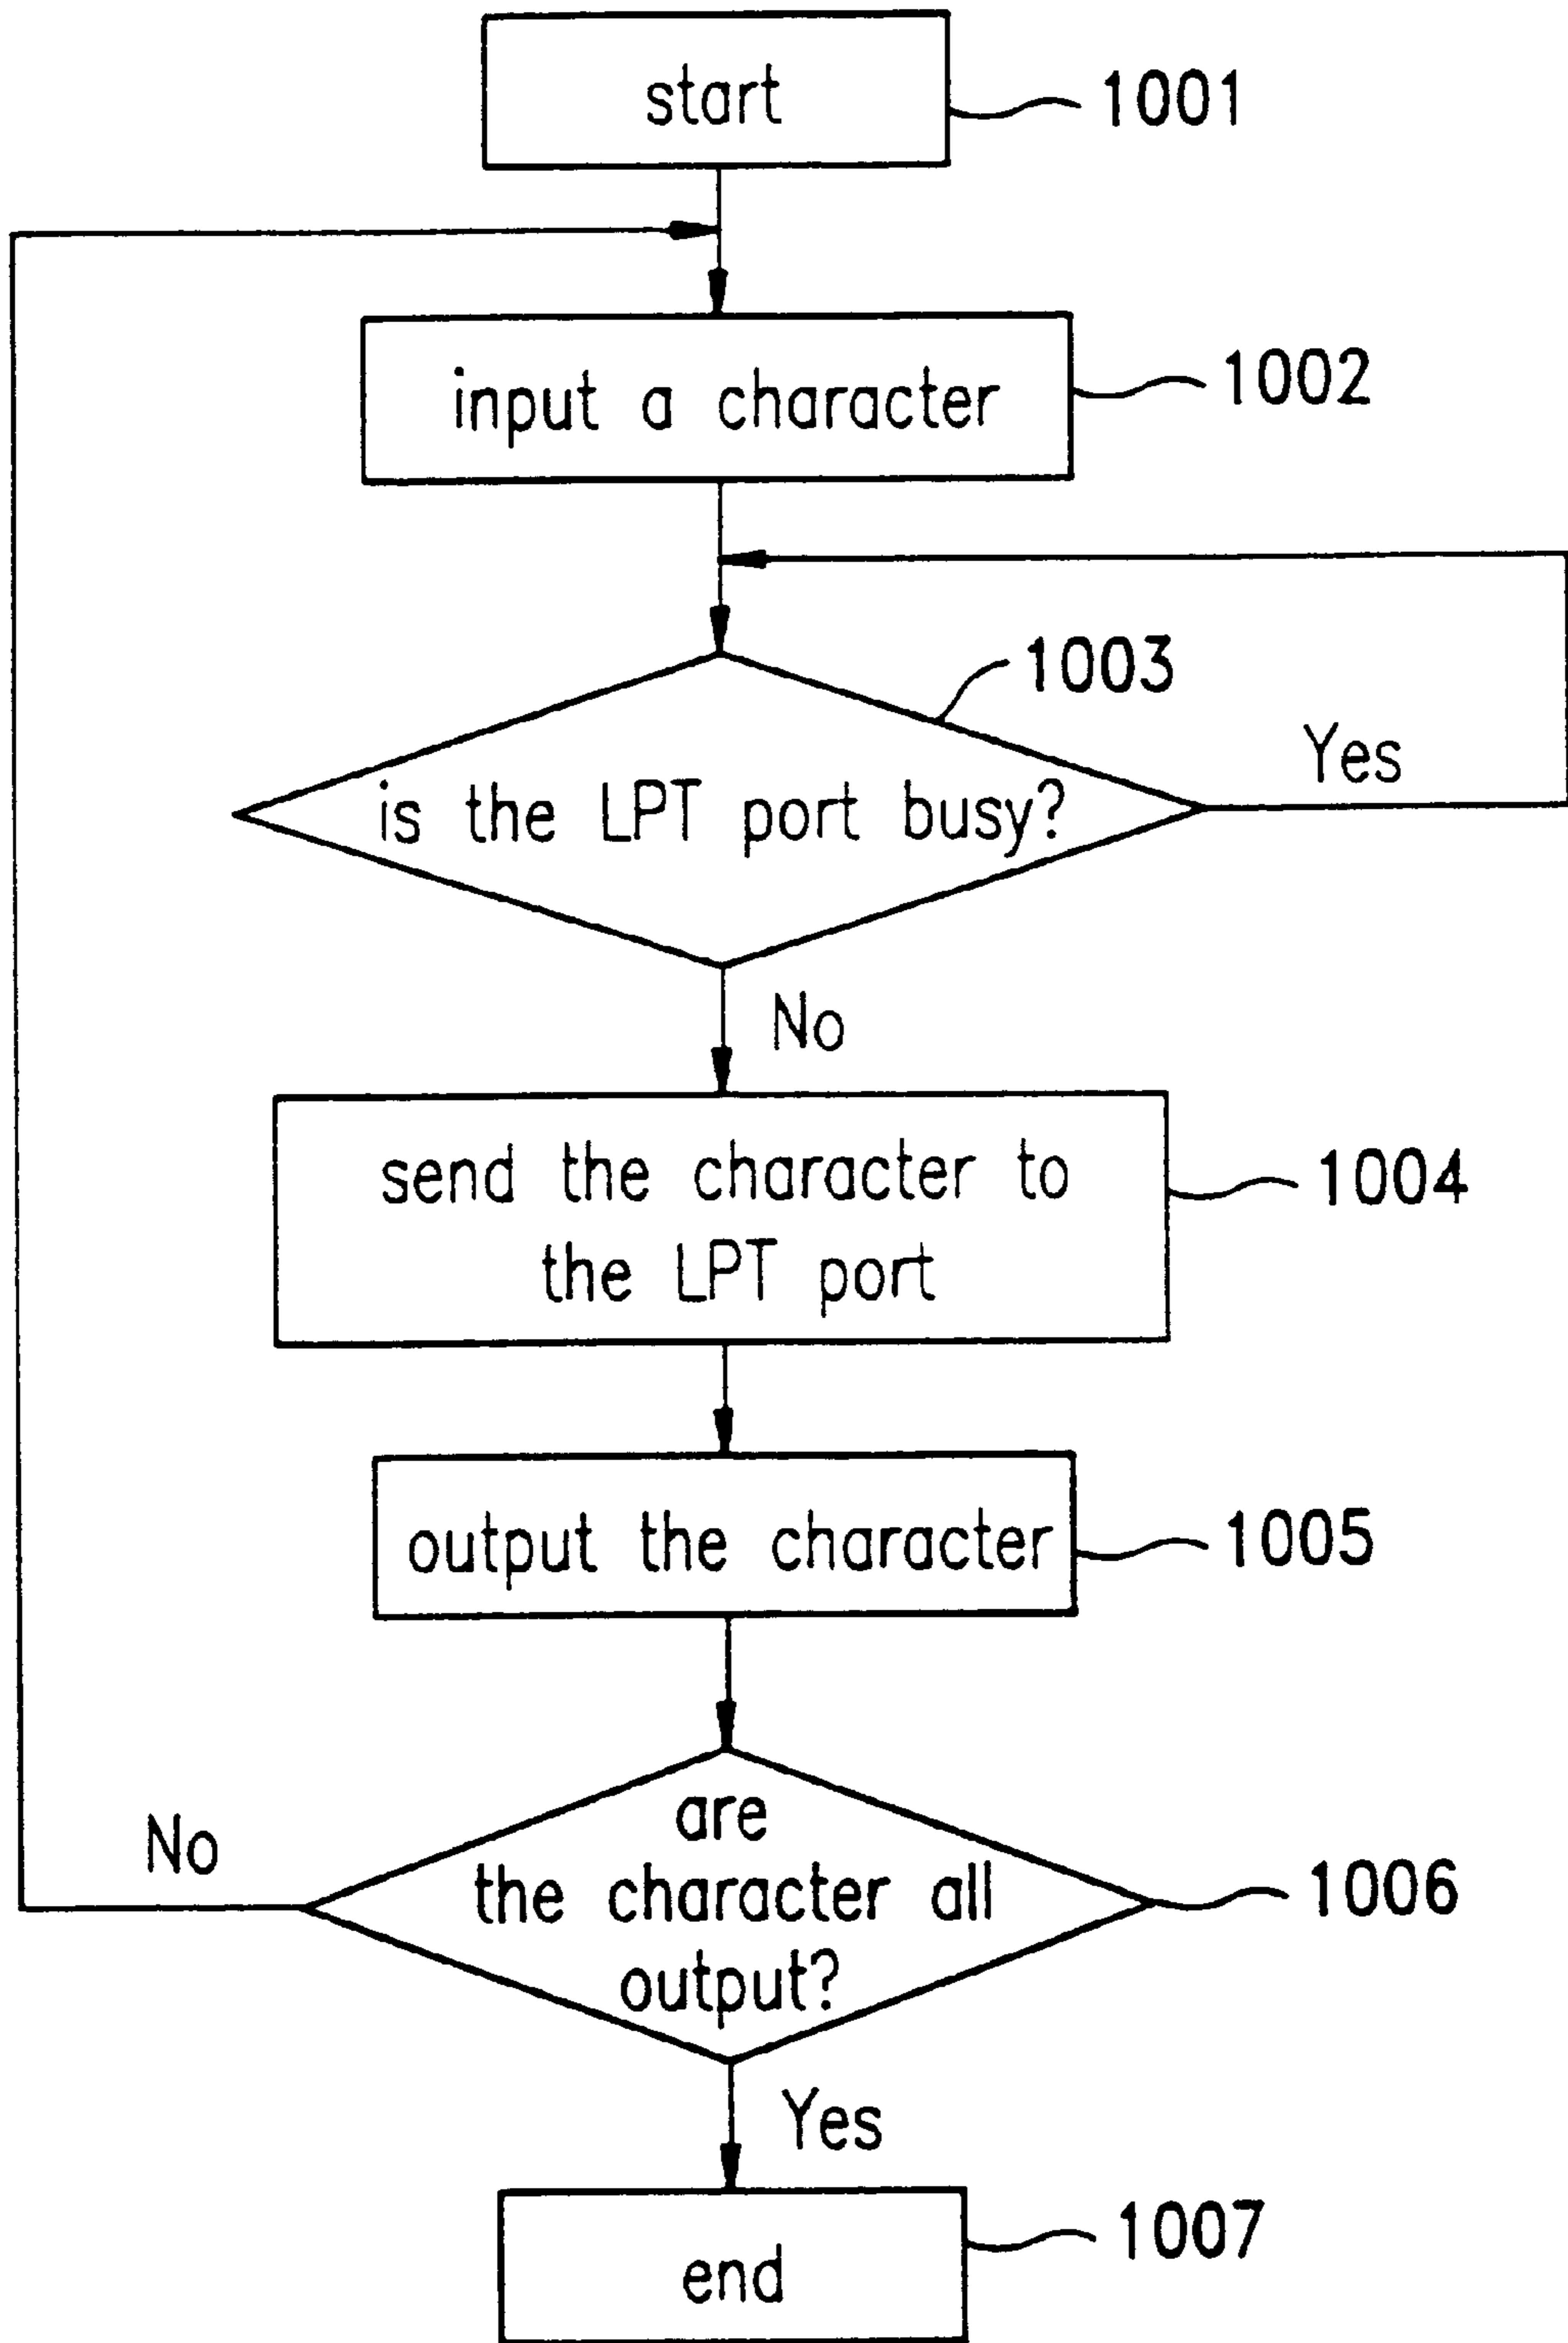 start
1001
input a character
1002
1003
is the LPT port busy?
Yes
No
send the character to
the LPT port
1004
output the character
1005
are
the character all
output?
No
1006
Yes
end
1007